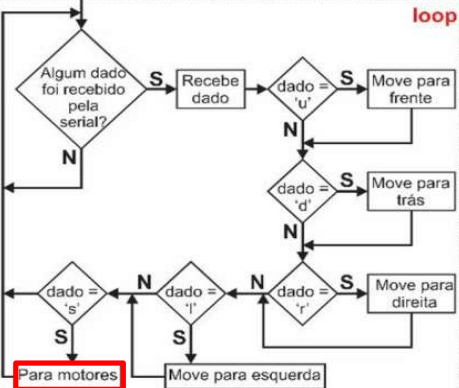 loop
Algum dado
foi recebido
pela
serial?
S
N
Recebe
dado
dado =
'u'
S
N
Move para
frente
dado =
'd'
S
N
Move para
trás
dado =
'r'
S
N
Move para
direita
dado =
'l'
N
S
Move para esquerda
dado =
's'
S
Para motores